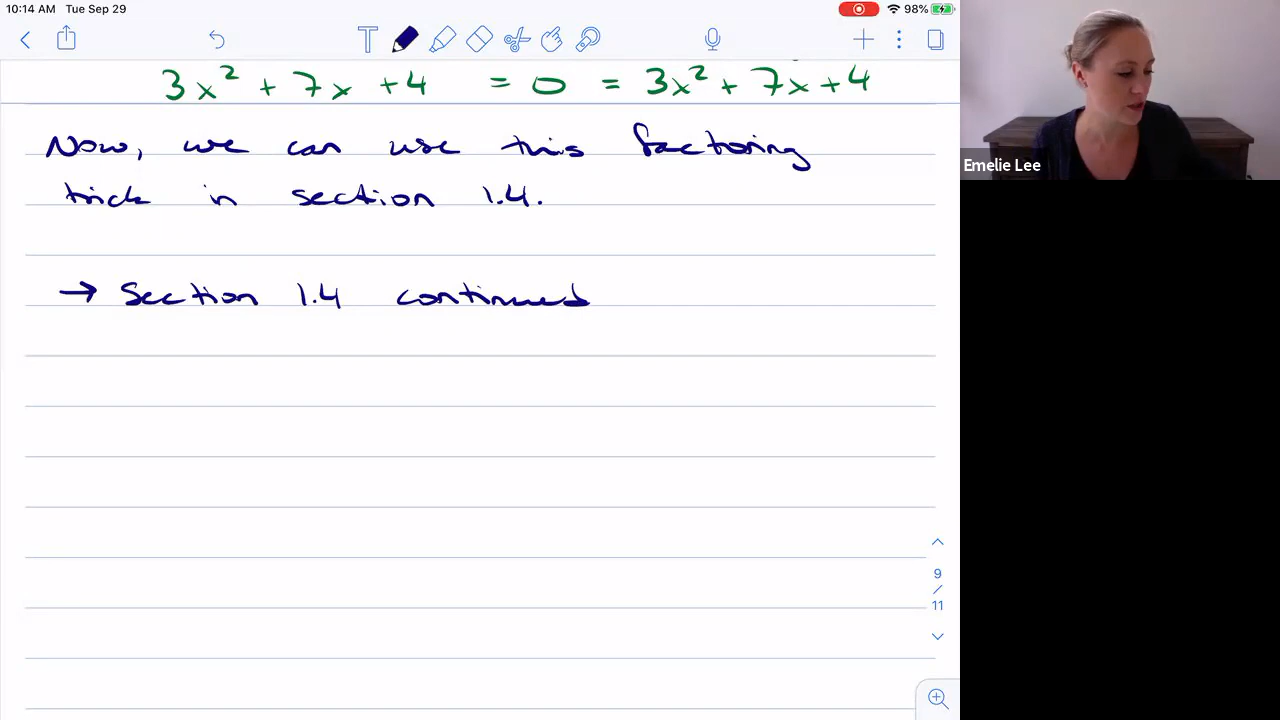 10:14 AM Tue Sep 29
98%
3x² + 7x + 4 = 0 = 3x² + 7x + 4
Now, we can use this factoring
trick in section 1.4.
→ Section 1.4 continued
Emelie Lee
9
/
11